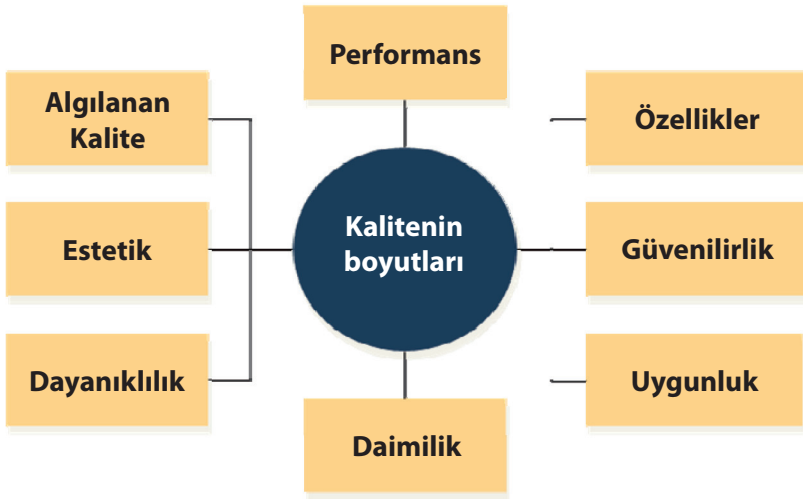 Performans
Algılanan
Kalite
Özellikler
Kalitenin
boyutları
Estetik
Güvenilirlik
Dayanıklılık
Uygunluk
Daimilik